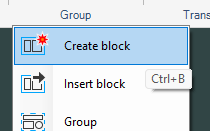 Group
Trans
Create block
Ctrl+B
Insert block
Group